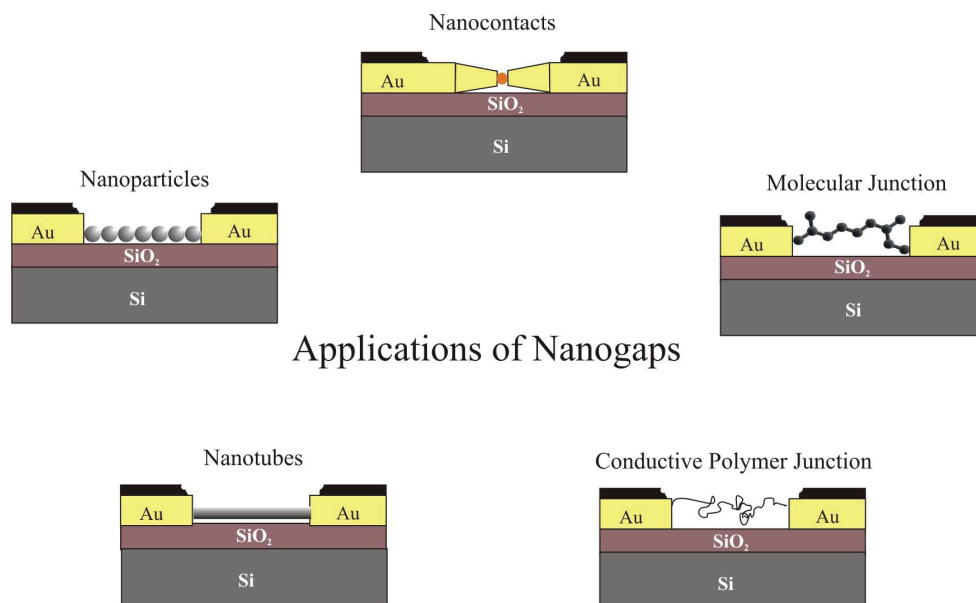 Nanocontacts
Au
Au
SiO₂
Si
Nanoparticles
Au
Au
SiO₂
Si
Molecular Junction
Au
Au
SiO₂
Si
Applications of Nanogaps
Nanotubes
Au
Au
SiO₂
Si
Conductive Polymer Junction
Au
Au
SiO₂
Si